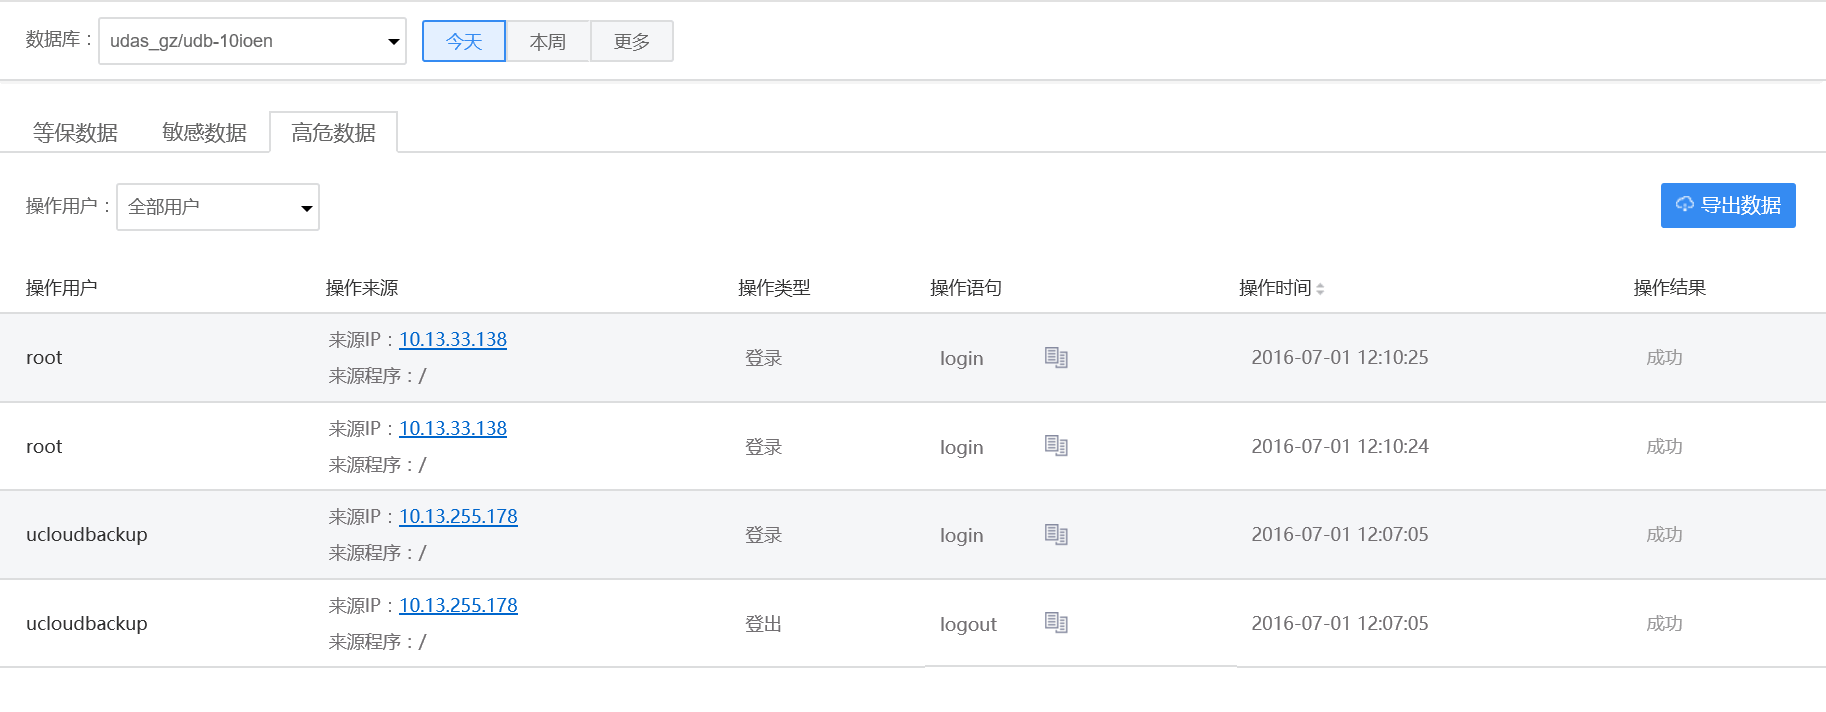 数据库： udas_gz/udb-10ioen 今天 本周 更多
等保数据 敏感数据 高危数据
操作用户： 全部用户 导出数据
操作用户 操作来源 操作类型 操作语句 操作时间 操作结果
来源IP：10.13.33.138
root 登录 login 2016-07-01 12:10:25 成功
来源程序：/
来源IP：10.13.33.138
root 登录 login 2016-07-01 12:10:24 成功
来源程序：/
来源IP：10.13.255.178
ucloudbackup 登录 login 2016-07-01 12:07:05 成功
来源程序：/
来源IP：10.13.255.178
ucloudbackup 登出 logout 2016-07-01 12:07:05 成功
来源程序：/